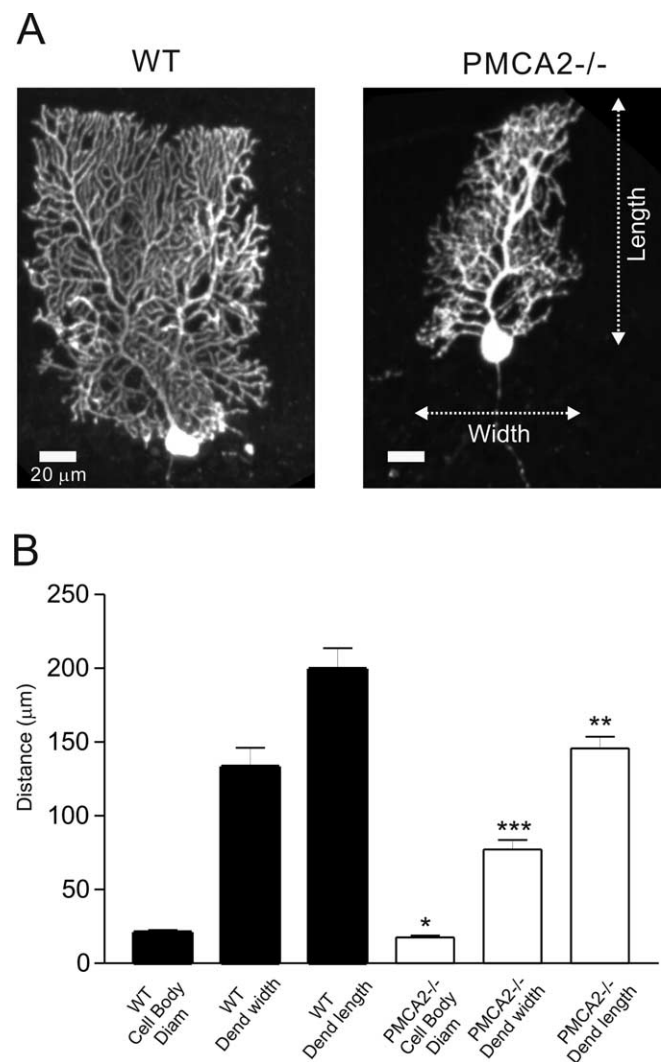 A
WT
PMCA2-/-
Length
Width
20 μm
B
Distance (μm)
250
200
150
100
50
0
*
***
**
WT
Cell Body
Diam
WT
Dend width
WT
Dend length
PMCA2-/-
Cell Body
Diam
PMCA2-/-
Dend width
PMCA2-/-
Dend length